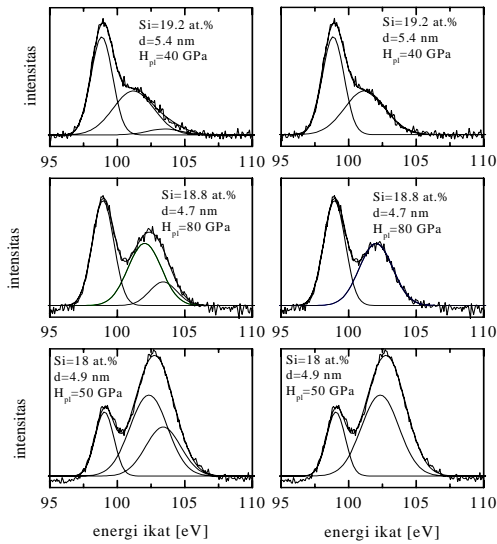 intensitas
Si=19.2 at.%
d=5.4 nm
H_pl=40 GPa
95 100 105 110
Si=19.2 at.%
d=5.4 nm
H_pl=40 GPa
95 100 105 110
intensitas
Si=18.8 at.%
d=4.7 nm
H_pl=80 GPa
95 100 105 110
Si=18.8 at.%
d=4.7 nm
H_pl=80 GPa
95 100 105 110
intensitas
Si=18 at.%
d=4.9 nm
H_pl=50 GPa
95 100 105 110
energi ikat [eV]
Si=18 at.%
d=4.9 nm
H_pl=50 GPa
95 100 105 110
energi ikat [eV]